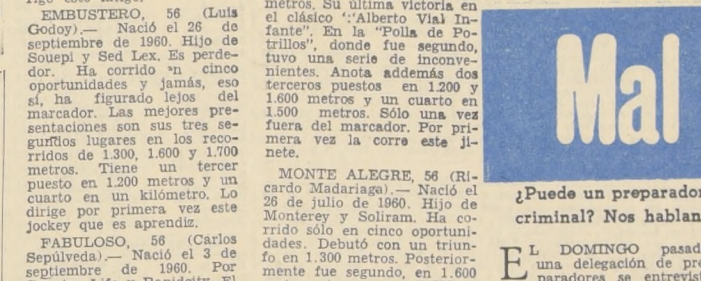 EMBUSTERO, 56 (Luis
Godoy).— Nació el 26 de
septiembre de 1960. Hijo de
Souepi y Sed Lex. Es perde-
dor. Ha corrido en cinco
oportunidades y jamás, eso
sí, ha figurado lejos del
marcador. Las mejores pre-
sentaciones son sus tres se-
gundos lugares en los reco-
rridos de 1.300, 1.600 y 1.700
metros. Tiene un tercer
puesto en 1.200 metros y un
cuarto en un kilómetro. Lo
dirige por primera vez este
jockey que es aprendiz.
FABULOSO, 56 (Carlos
Sepúlveda).— Nació el 3 de
septiembre de 1960. Por
metros. Su última victoria en
el clásico "Alberto Vial In-
fante". En la "Polla de Po-
trillos", donde fue segundo,
tuvo una serie de inconve-
nientes. Anota addemás dos
terceros puestos en 1.200 y
1.600 metros y un cuarto en
1.500 metros. Sólo una vez
fuera del marcador. Por pri-
mera vez la corre este ji-
nete.
MONTE ALEGRE, 56 (Ri-
cardo Madariaga).— Nació el
26 de julio de 1960. Hijo de
Monterey y Soliram. Ha co-
rrido sólo en cinco oportuni-
dades. Debutó con un triun-
fo en 1.300 metros. Posterior-
mente fue segundo, en 1.600
Mal
¿Puede un preparador
criminal? Nos hablan
EL DOMINGO pasad
una delegación de pre
paradores se entrevist